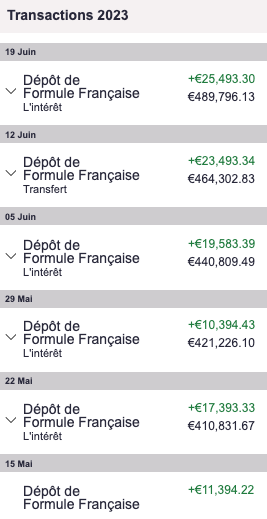 Transactions 2023
19 Juin
Dépôt de
Formule Française
L'intérêt
+€25,493.30
€489,796.13
12 Juin
Dépôt de
Formule Française
Transfert
+€23,493.34
€464,302.83
05 Juin
Dépôt de
Formule Française
L'intérêt
+€19,583.39
€440,809.49
29 Mai
Dépôt de
Formule Française
L'intérêt
+€10,394.43
€421,226.10
22 Mai
Dépôt de
Formule Française
L'intérêt
+€17,393.33
€410,831.67
15 Mai
Dépôt de
Formule Française
+€11,394.22